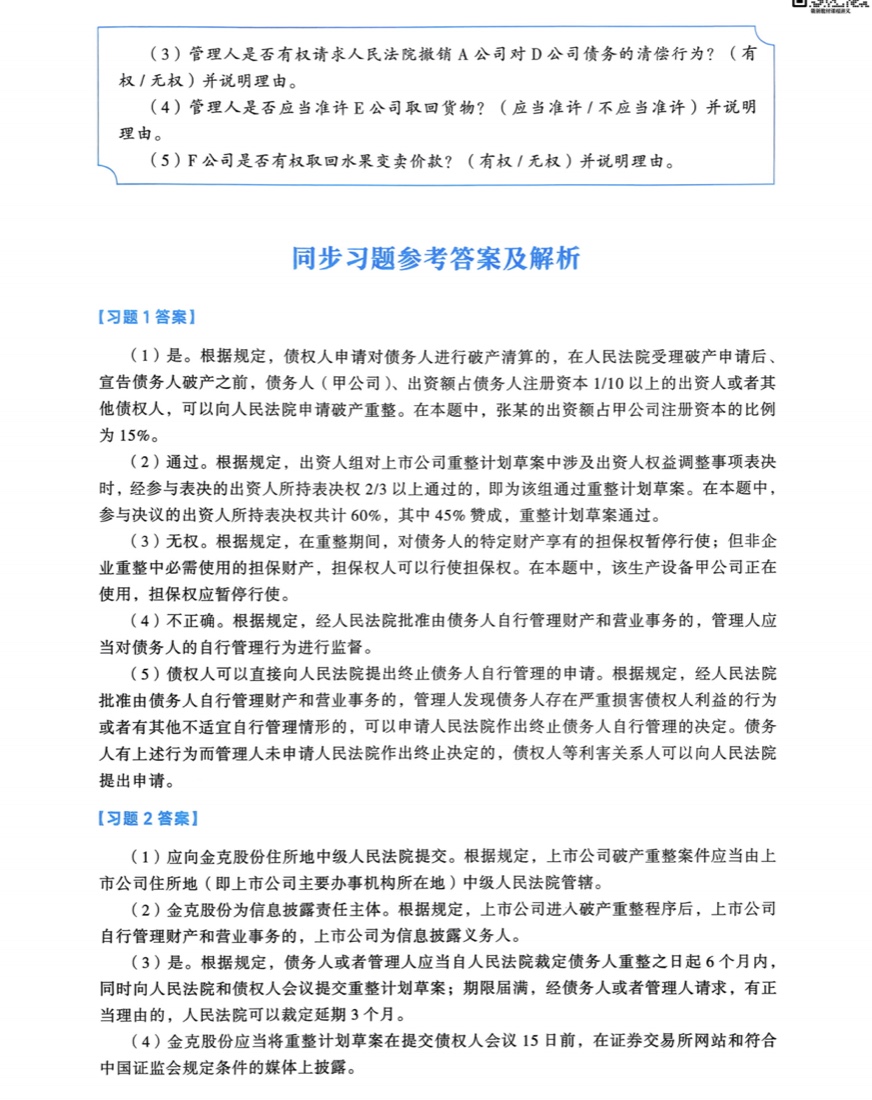 （3）管理人是否有权请求人民法院撤销 A 公司对 D 公司债务的清偿行为？（有
权 / 无权）并说明理由。
（4）管理人是否应当准许 E 公司取回货物？（应当准许 / 不应当准许）并说明
理由。
（5）F 公司是否有权取回水果变卖价款？（有权 / 无权）并说明理由。
同步习题参考答案及解析
【习题 1 答案】
（1）是。根据规定，债权人申请对债务人进行破产清算的，在人民法院受理破产申请后、
宣告债务人破产之前，债务人（甲公司）、出资额占债务人注册资本 1/10 以上的出资人或者其
他债权人，可以向人民法院申请破产重整。在本题中，张某的出资额占甲公司注册资本的比例
为 15%。
（2）通过。根据规定，出资人组对上市公司重整计划草案中涉及出资人权益调整事项表决
时，经参与表决的出资人所持表决权 2/3 以上通过的，即为该组通过重整计划草案。在本题中，
参与决议的出资人所持表决权共计 60%，其中 45% 赞成，重整计划草案通过。
（3）无权。根据规定，在重整期间，对债务人的特定财产享有的担保权暂停行使；但非企
业重整中必需使用的担保财产，担保权人可以行使担保权。在本题中，该生产设备甲公司正在
使用，担保权应暂停行使。
（4）不正确。根据规定，经人民法院批准由债务人自行管理财产和营业事务的，管理人应
当对债务人的自行管理行为进行监督。
（5）债权人可以直接向人民法院提出终止债务人自行管理的申请。根据规定，经人民法院
批准由债务人自行管理财产和营业事务的，管理人发现债务人存在严重损害债权人利益的行为
或者有其他不适宜自行管理情形的，可以申请人民法院作出终止债务人自行管理的决定。债务
人有上述行为而管理人未申请人民法院作出终止决定的，债权人等利害关系人可以向人民法院
提出申请。
【习题 2 答案】
（1）应向金克股份住所地中级人民法院提交。根据规定，上市公司破产重整案件应当由上
市公司住所地（即上市公司主要办事机构所在地）中级人民法院管辖。
（2）金克股份为信息披露责任主体。根据规定，上市公司进入破产重整程序后，上市公司
自行管理财产和营业事务的，上市公司为信息披露义务人。
（3）是。根据规定，债务人或者管理人应当自人民法院裁定债务人重整之日起 6 个月内，
同时向人民法院和债权人会议提交重整计划草案；期限届满，经债务人或者管理人请求，有正
当理由的，人民法院可以裁定延期 3 个月。
（4）金克股份应当将重整计划草案在提交债权人会议 15 日前，在证券交易所网站和符合
中国证监会规定条件的媒体上披露。